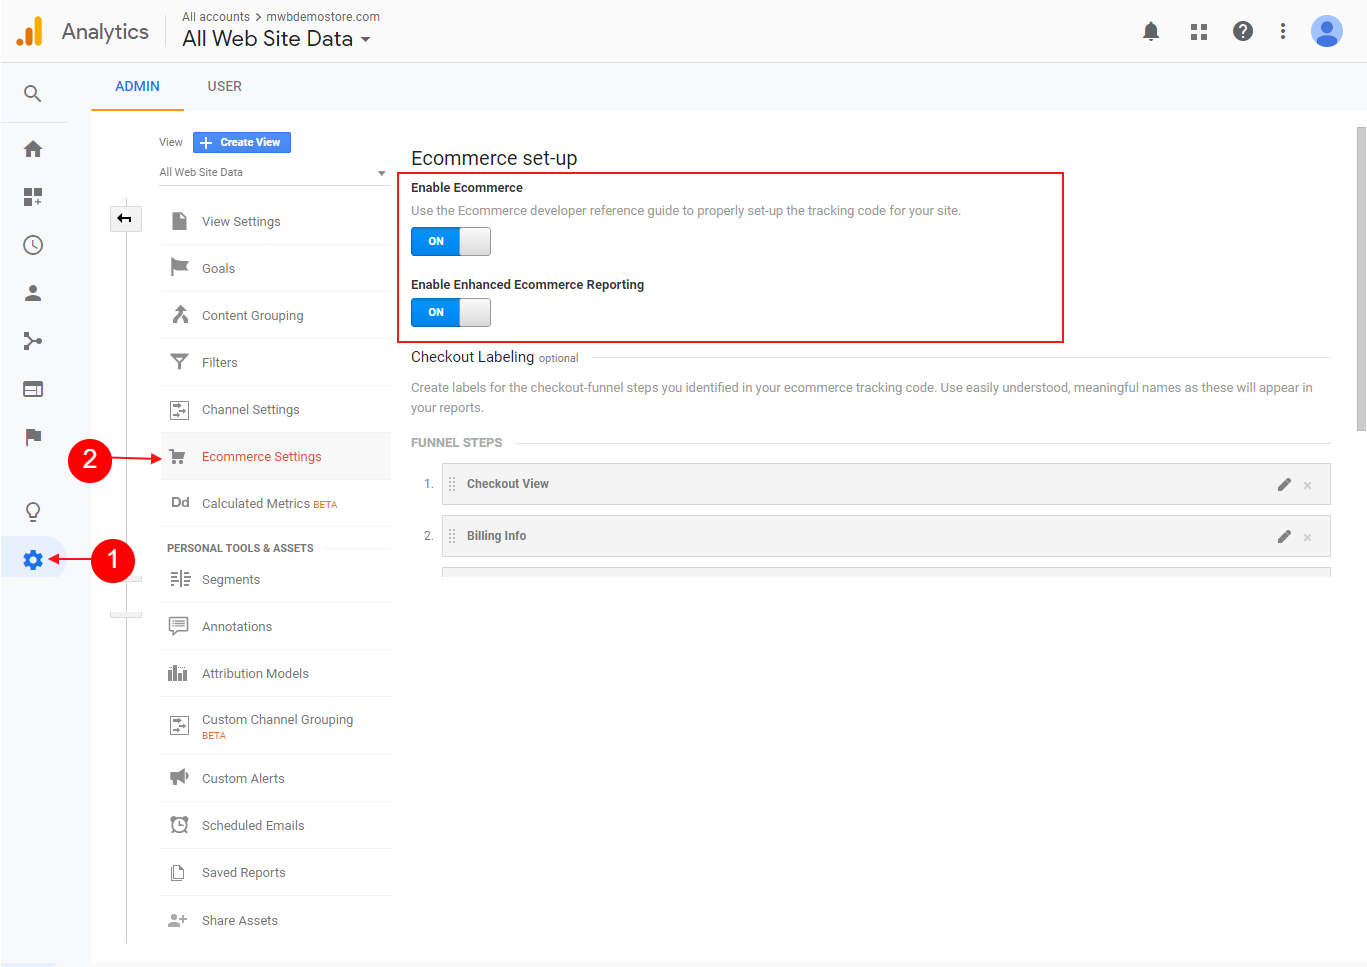 Analytics
All accounts > mwbdemostore.com
All Web Site Data
ADMIN
USER
View
Create View
All Web Site Data
View Settings
Goals
Content Grouping
Filters
Channel Settings
2
Ecommerce Settings
Dd
Calculated Metrics BETA
1
PERSONAL TOOLS & ASSETS
Segments
Annotations
Attribution Models
Custom Channel Grouping
BETA
Custom Alerts
Scheduled Emails
Saved Reports
Share Assets
Ecommerce set-up
Enable Ecommerce
Use the Ecommerce developer reference guide to properly set-up the tracking code for your site.
ON
Enable Enhanced Ecommerce Reporting
ON
Checkout Labeling optional
Create labels for the checkout-funnel steps you identified in your ecommerce tracking code. Use easily understood, meaningful names as these will appear in
your reports.
FUNNEL STEPS
1. Checkout View
2. Billing Info